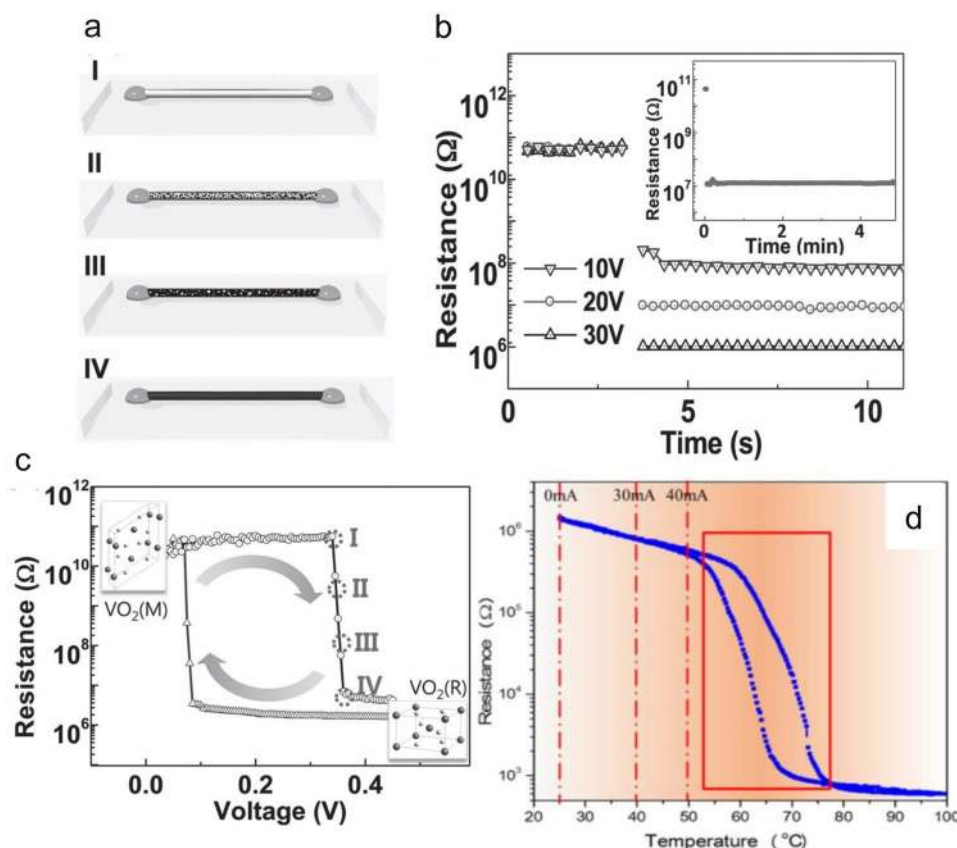 a
I
II
III
IV
b
Resistance (Ω)
10¹²
10¹⁰
10⁸
10⁶
10V
20V
30V
0
5
10
Time (s)
Resistance (Ω)
10¹¹
10⁹
10⁷
0
2
4
Time (min)
c
Resistance (Ω)
10¹²
10¹⁰
10⁸
10⁶
VO₂(M)
I
II
III
IV
VO₂(R)
0.0
0.2
0.4
Voltage (V)
d
0mA
30mA
40mA
Resistance (Ω)
10⁶
10⁵
10⁴
10³
20
30
40
50
60
70
80
90
100
Temperature (°C)